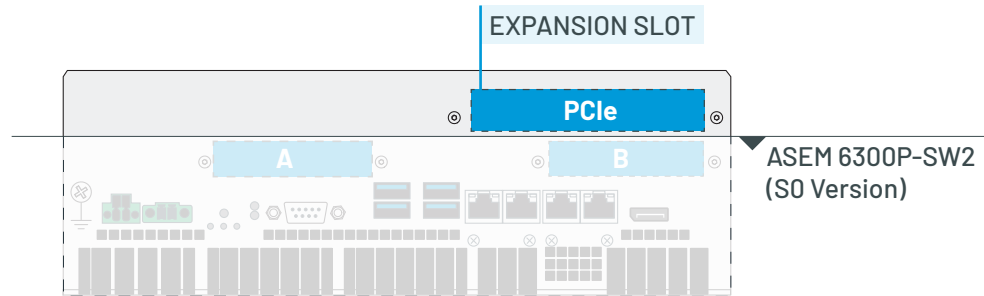 EXPANSION SLOT
PCIe
A
B
ASEM 6300P-SW2
(S0 Version)